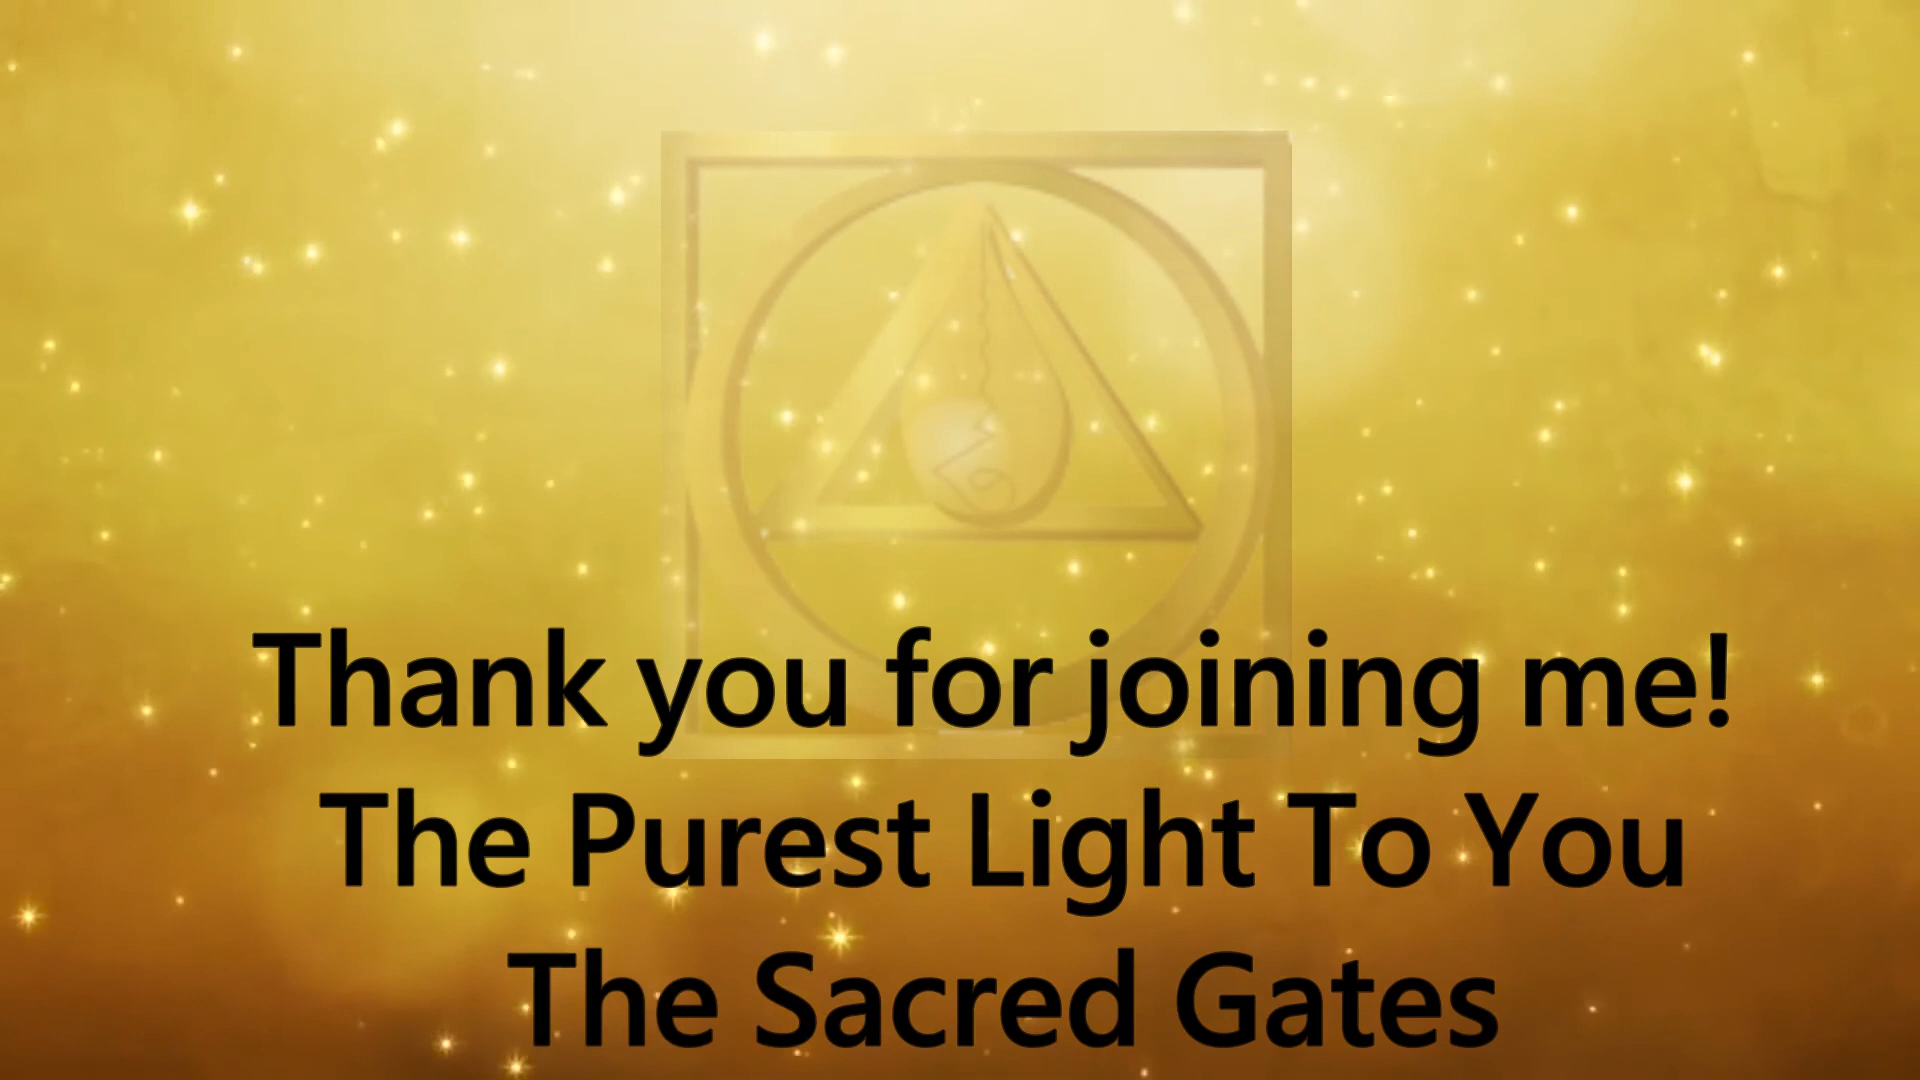 Thank you for joining me!
The Purest Light To You
The Sacred Gates